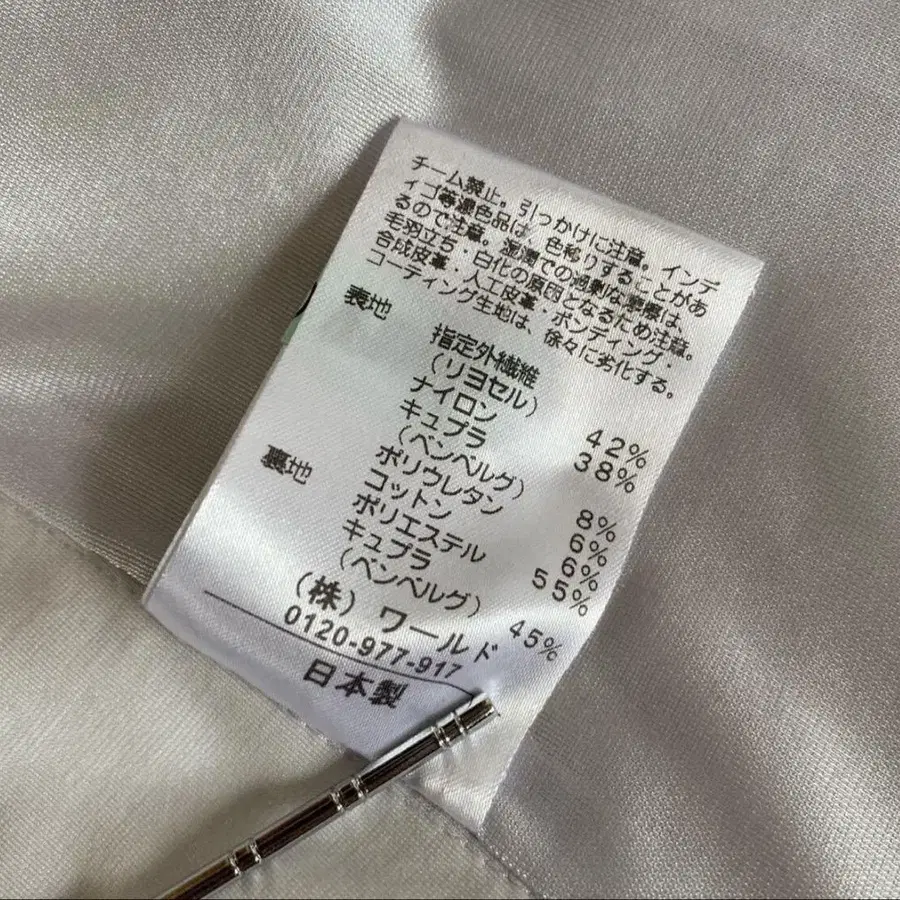 チーム禁止。引っかけに注意。インデ
ィゴ等濃色品は、色移りすることがあ
るので注意。湿潤での過剰な摩擦は、
毛羽立ち・白化の原因となるため注意。
合成皮革・人工皮革・ボンディング・
コーティング生地は、徐々に劣化する。
表地
指定外繊維
(リヨセル) 42%
ナイロン 38%
キュプラ
(ベンベルグ) 8%
ポリウレタン 6%
コットン 6%
裏地
ポリエステル 55%
キュプラ
(ベンベルグ) 45%
(株)ワールド
0120-977-917
日本製